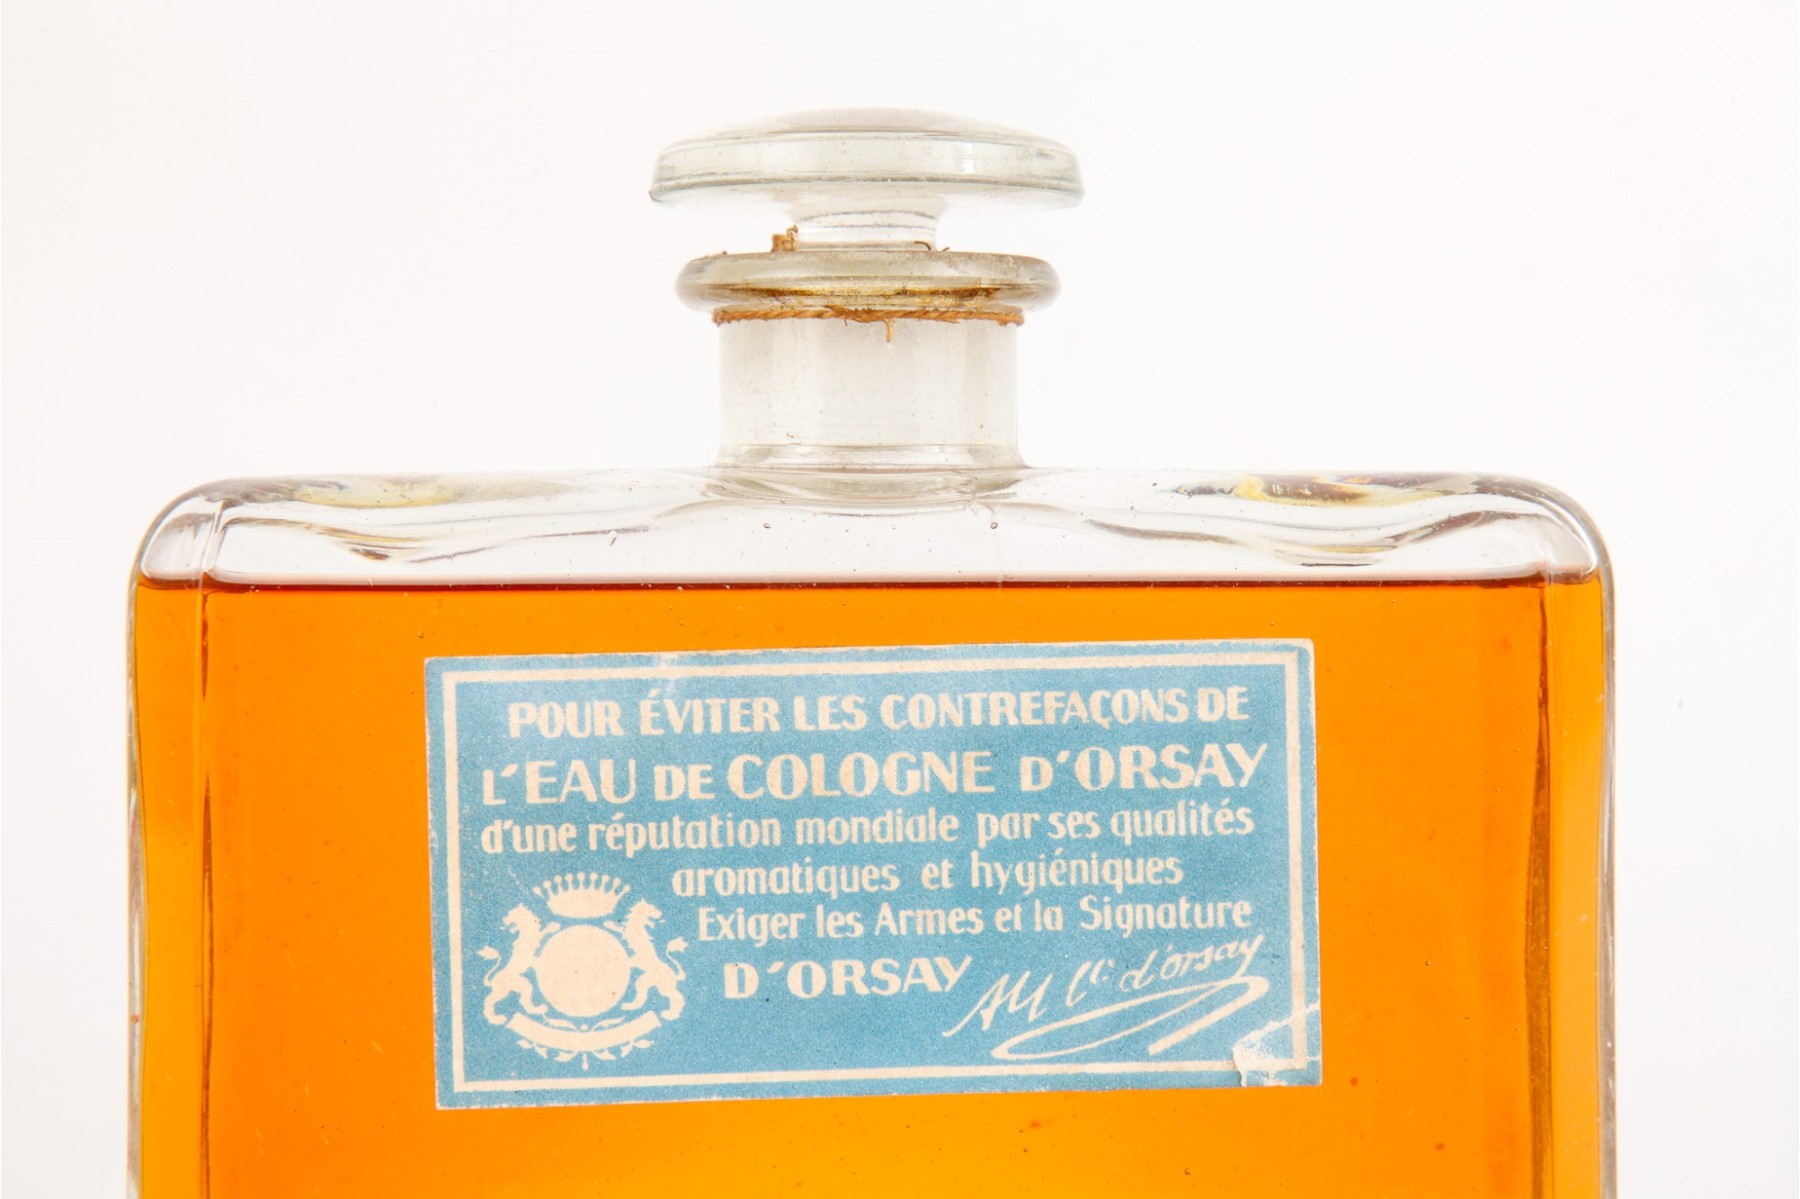 POUR ÉVITER LES CONTREFAÇONS DE
L'EAU DE COLOGNE D'ORSAY
d'une réputation mondiale par ses qualités
aromatiques et hygiéniques
Exiger les Armes et la Signature
D'ORSAY
d'orsay